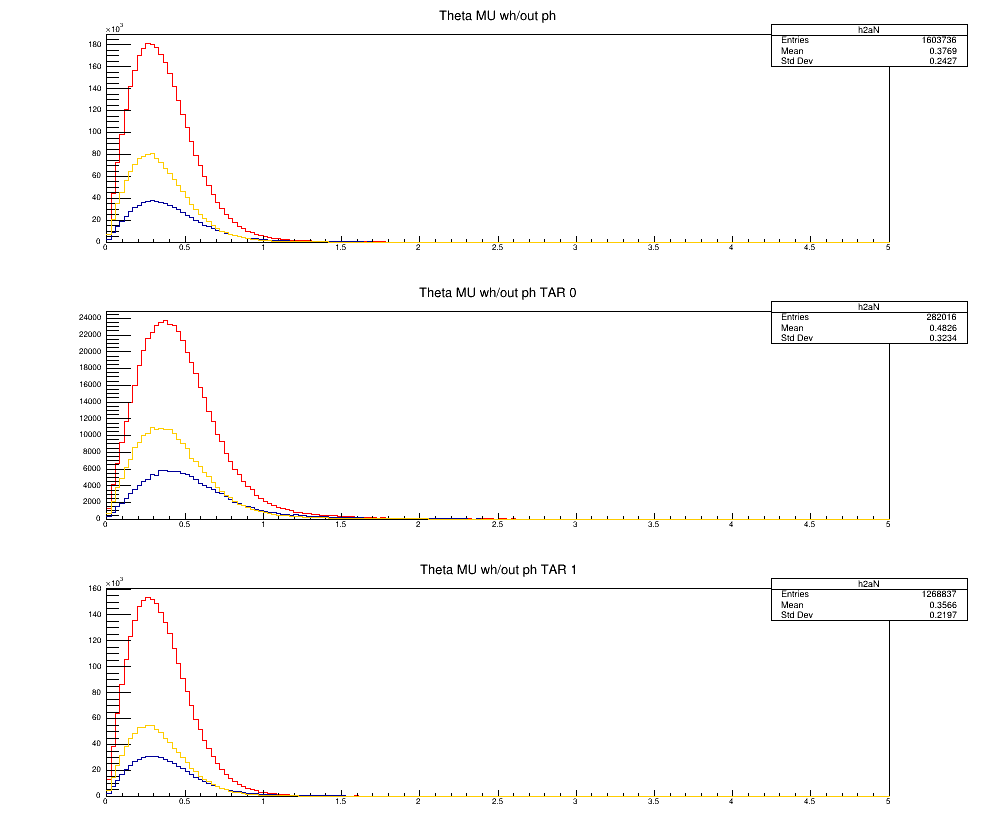 Theta MU wh/out ph
×10³
h2aN
Entries 1603736
Mean 0.3769
Std Dev 0.2427
180
160
140
120
100
80
60
40
20
0
0 0.5 1 1.5 2 2.5 3 3.5 4 4.5 5
Theta MU wh/out ph TAR 0
h2aN
Entries 282016
Mean 0.4826
Std Dev 0.3234
24000
22000
20000
18000
16000
14000
12000
10000
8000
6000
4000
2000
0
0 0.5 1 1.5 2 2.5 3 3.5 4 4.5 5
Theta MU wh/out ph TAR 1
×10³
h2aN
Entries 1268837
Mean 0.3566
Std Dev 0.2197
160
140
120
100
80
60
40
20
0
0 0.5 1 1.5 2 2.5 3 3.5 4 4.5 5